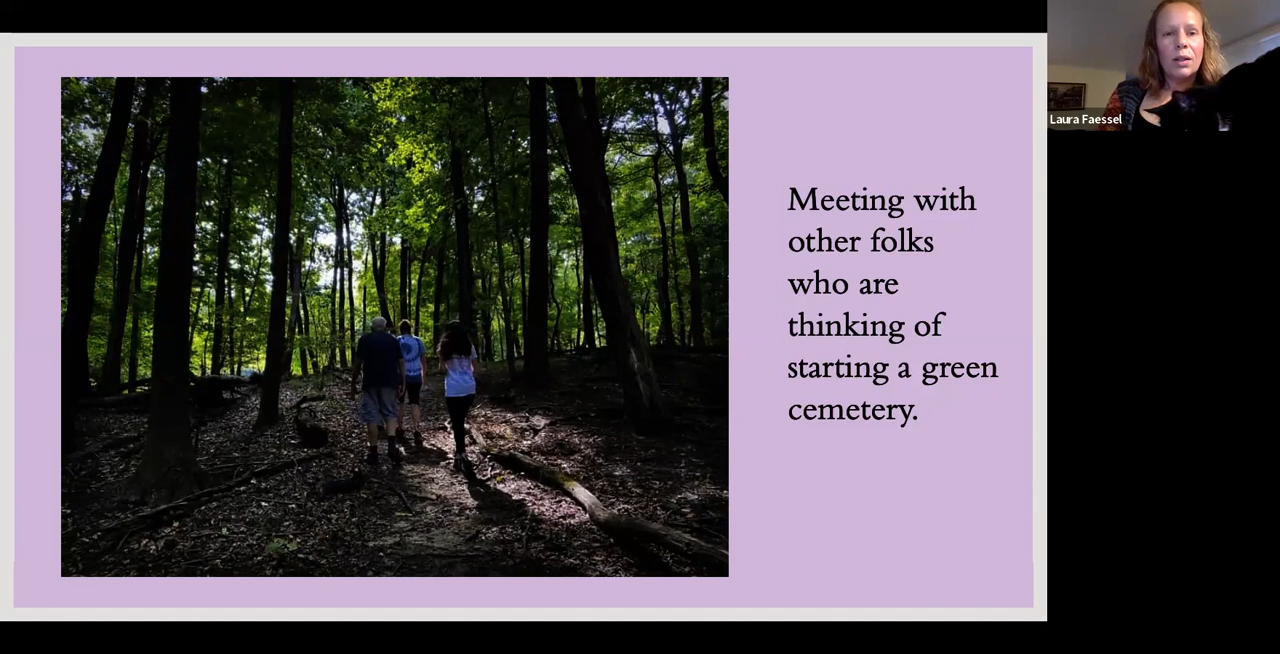 Meeting with
other folks
who are
thinking of
starting a green
cemetery.
Laura Faessel